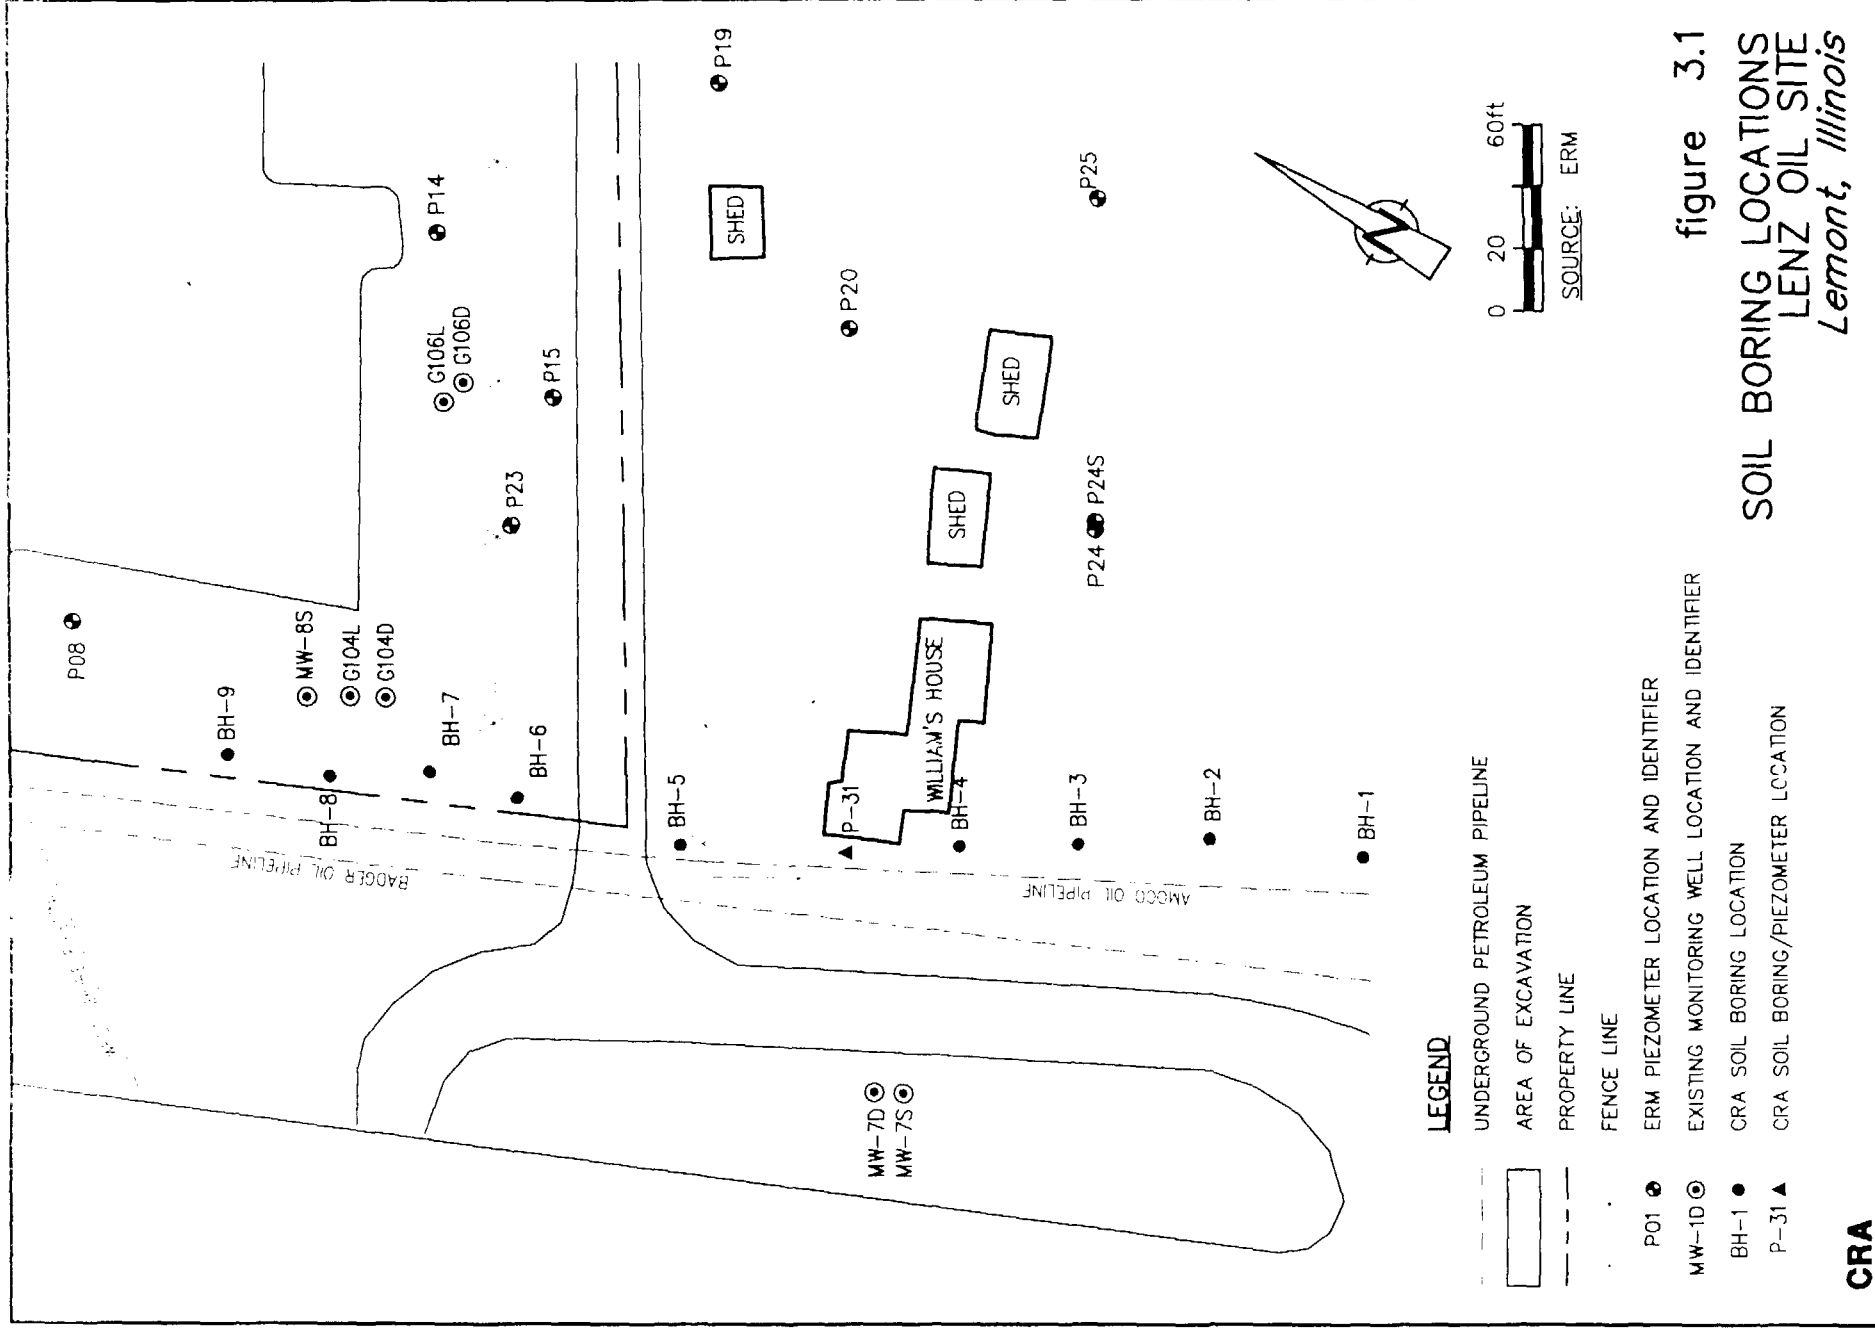 P08
BH-9
MW-8S
G104L
G104D
BH-8
BH-7
BH-6
P14
G106L
G106D
P15
P23
P19
SHED
P20
P25
SHED
SHED
P24
P24S
WILLIAM'S HOUSE
P-31
BH-5
BH-4
BH-3
BH-2
BH-1
BADGER OIL PIPELINE
AMOCO OIL PIPELINE
MW-7D
MW-7S
0 20 60ft
SOURCE: ERM
LEGEND
UNDERGROUND PETROLEUM PIPELINE
AREA OF EXCAVATION
PROPERTY LINE
FENCE LINE
P01 ERM PIEZOMETER LOCATION AND IDENTIFIER
MW-1D EXISTING MONITORING WELL LOCATION AND IDENTIFIER
BH-1 CRA SOIL BORING LOCATION
P-31 CRA SOIL BORING/PIEZOMETER LOCATION
figure 3.1
SOIL BORING LOCATIONS
LENZ OIL SITE
Lemont, Illinois
CRA